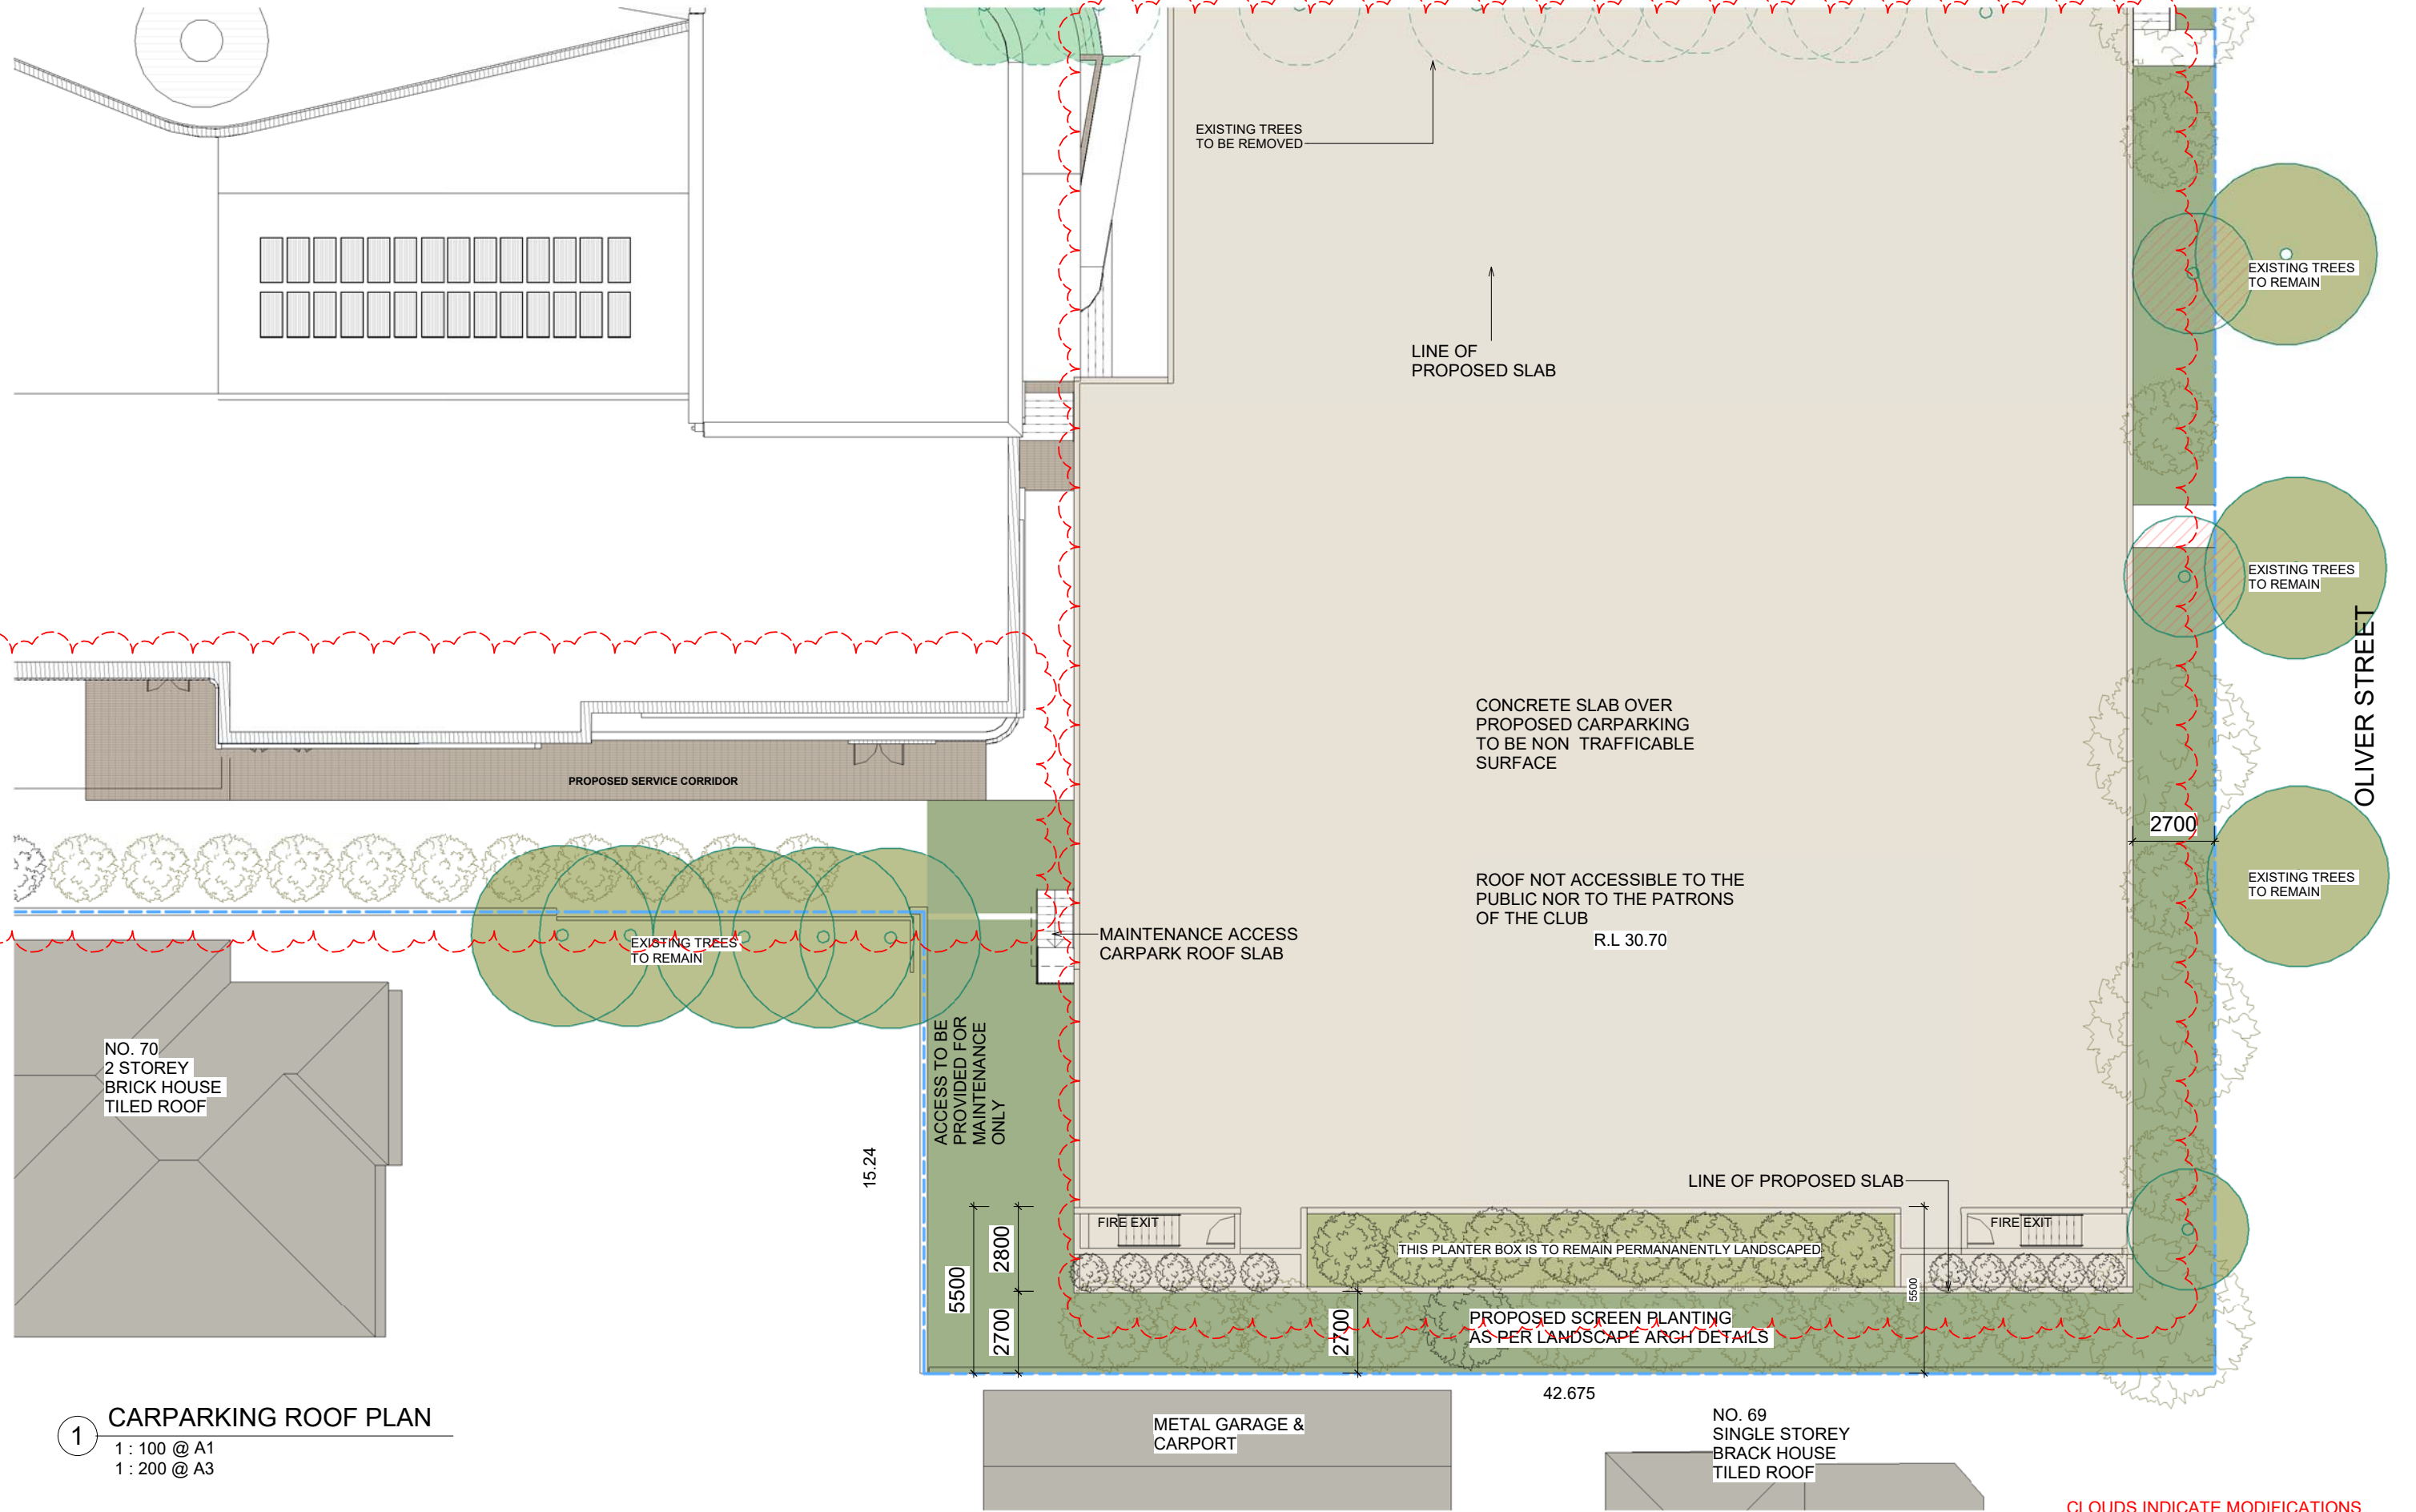 EXISTING TREES
TO BE REMOVED
EXISTING TREES
TO REMAIN
LINE OF
PROPOSED SLAB
EXISTING TREES
TO REMAIN
OLIVER STREET
CONCRETE SLAB OVER
PROPOSED CARPARKING
TO BE NON TRAFFICABLE
SURFACE
PROPOSED SERVICE CORRIDOR
2700
ROOF NOT ACCESSIBLE TO THE
PUBLIC NOR TO THE PATRONS
OF THE CLUB
R.L 30.70
EXISTING TREES
TO REMAIN
EXISTING TREES
TO REMAIN
MAINTENANCE ACCESS
CARPARK ROOF SLAB
NO. 70
2 STOREY
BRICK HOUSE
TILED ROOF
ACCESS TO BE
PROVIDED FOR
MAINTENANCE
ONLY
15.24
LINE OF PROPOSED SLAB
FIRE EXIT
FIRE EXIT
THIS PLANTER BOX IS TO REMAIN PERMANANENTLY LANDSCAPED
2800
5500
5500
2700
2700
PROPOSED SCREEN PLANTING
AS PER LANDSCAPE ARCH DETAILS
42.675
1
CARPARKING ROOF PLAN
1 : 100 @ A1
1 : 200 @ A3
METAL GARAGE &
CARPORT
NO. 69
SINGLE STOREY
BRACK HOUSE
TILED ROOF
CLOUDS INDICATE MODIFICATIONS